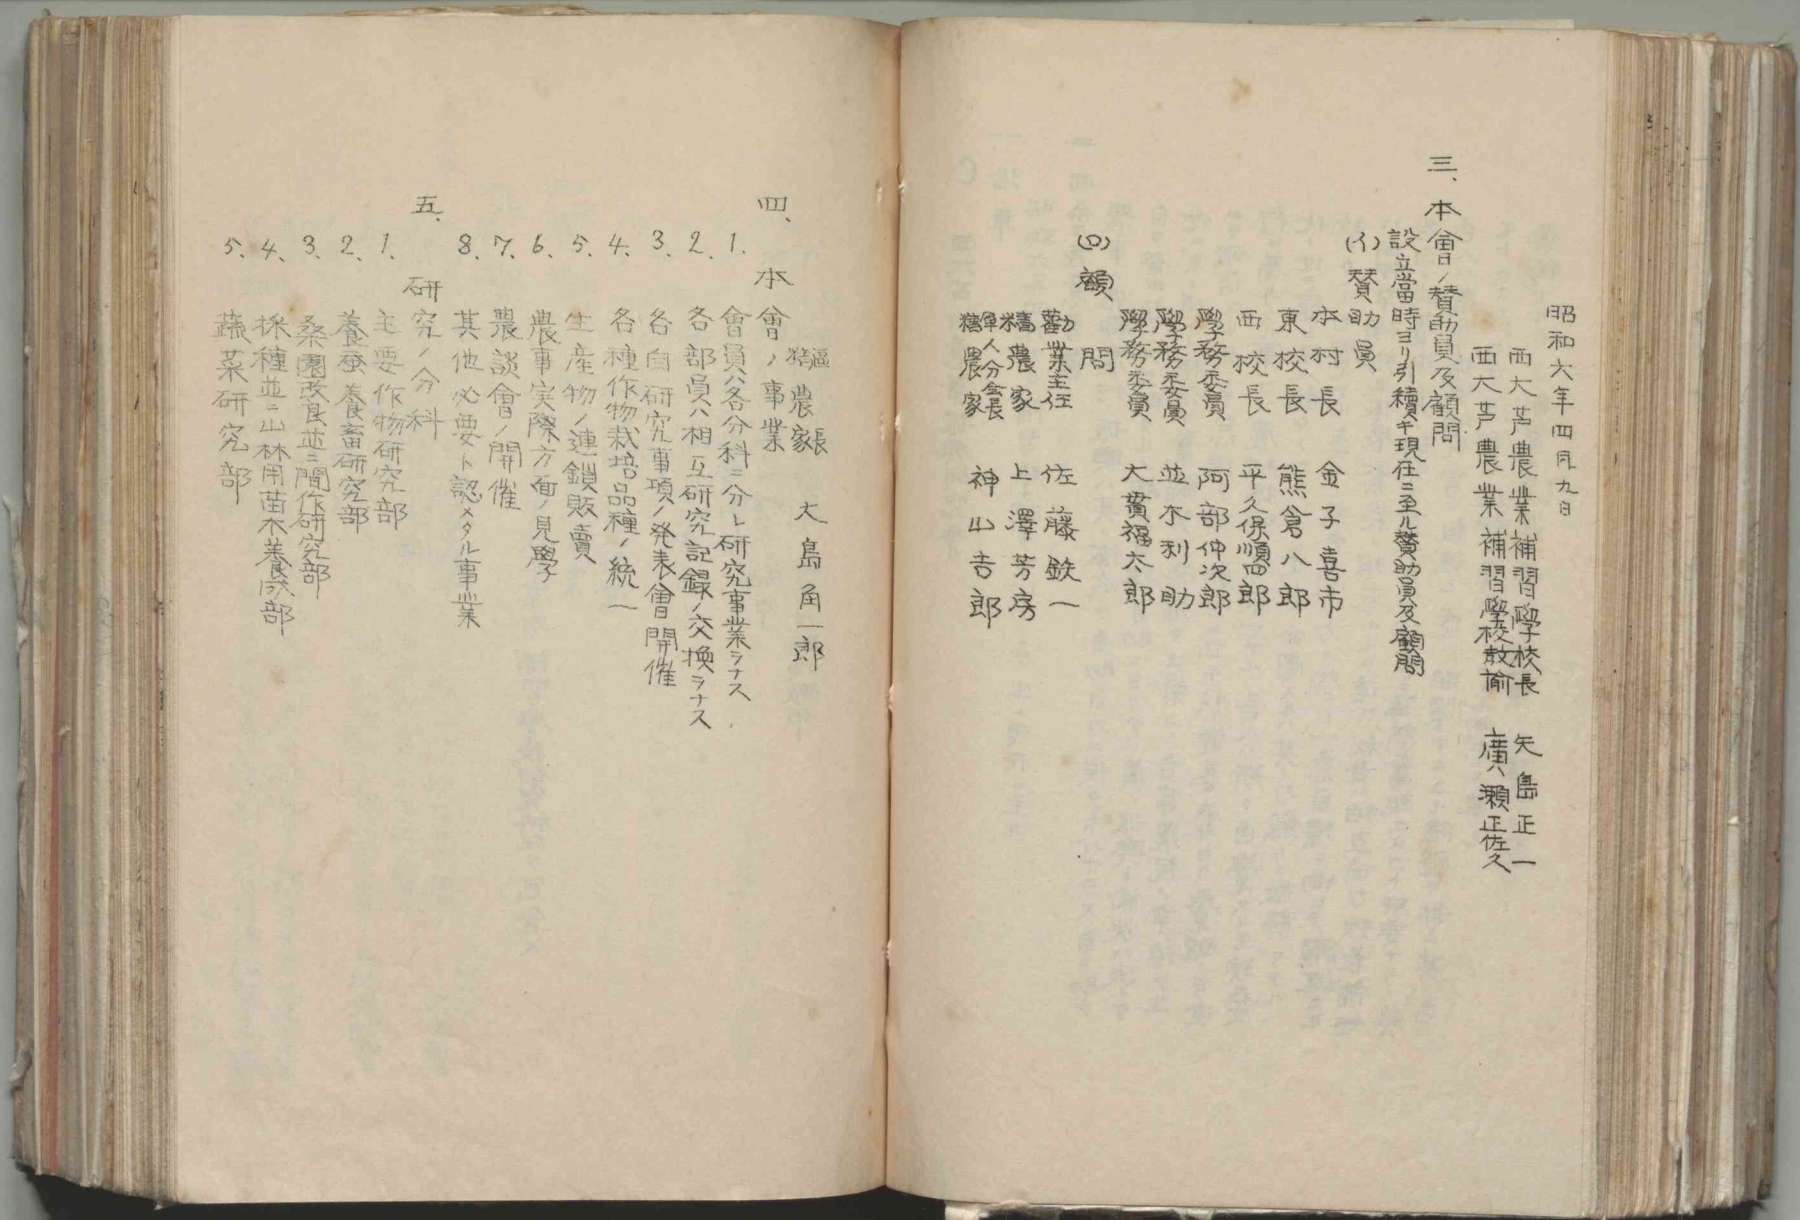 昭和六年四月九日
西大芦農業補習學校長　矢島正一
西大芦農業補習學校教諭　廣瀬正佐久
三、本會ノ賛助員及顧問
設立當時ヨリ引續キ現在ニ至ル賛助員及顧問
(イ)賛助員
本村長　金子喜市
東校長　熊倉八郎
西校長　平久保順四郎
學務委員　阿部仲次郎
學務委員　並木利助
學務委員　大貫福太郎
(ロ)顧問
勸業主任　佐藤鉄一
精農家　上澤芳房
軍人分會長
精農家　神山吉郎
區長
精農家　大島角一郎
四、本會ノ事業
1. 會員ハ各分科ニ分レ研究事業ヲナス
2. 各部員ハ相互研究記録ノ交換ヲナス
3. 各自研究事項ノ発表會開催
4. 各種作物栽培品種ノ統一
5. 生産物ノ連鎖販賣
6. 農事実際方面ノ見學
7. 農談會ノ開催
8. 其他必要ト認メタル事業
五、研究ノ分科
1. 主要作物研究部
2. 養蚕養畜研究部
3. 桑園改良並ニ間作研究部
4. 採種並ニ山林用苗木養成部
5. 蔬菜研究部